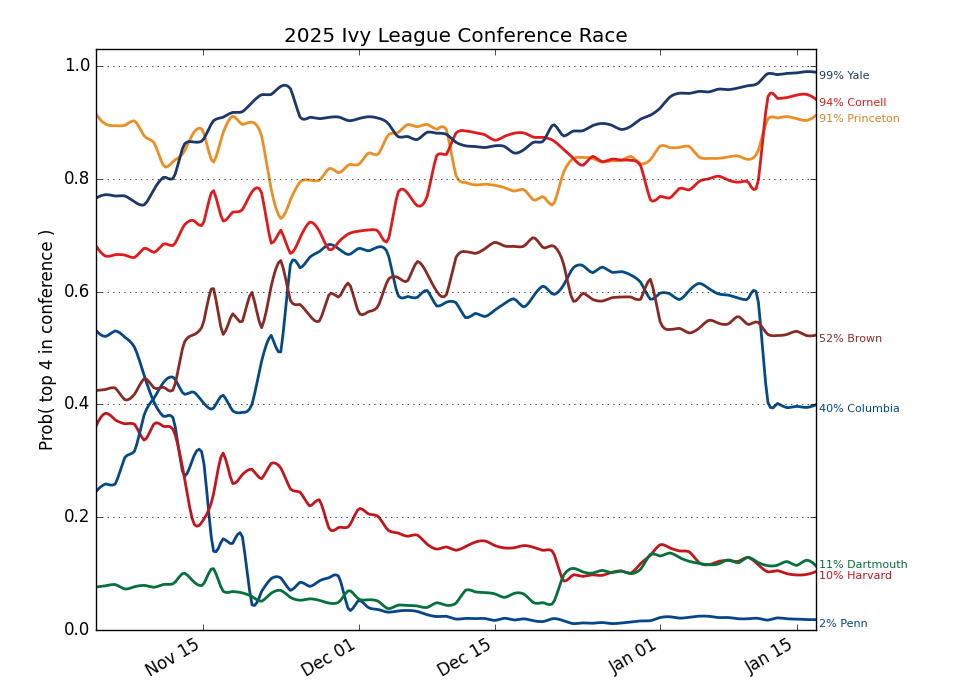 2025 Ivy League Conference Race
Prob( top 4 in conference )
1.0
0.8
0.6
0.4
0.2
0.0
99% Yale
94% Cornell
91% Princeton
52% Brown
40% Columbia
11% Dartmouth
10% Harvard
2% Penn
Nov 15
Dec 01
Dec 15
Jan 01
Jan 15